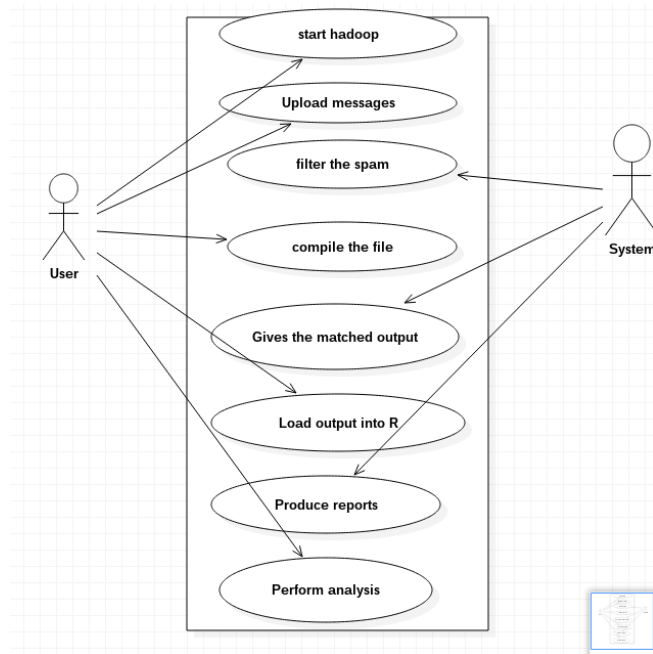 start hadoop
Upload messages
filter the spam
compile the file
User
System
Gives the matched output
Load output into R
Produce reports
Perform analysis